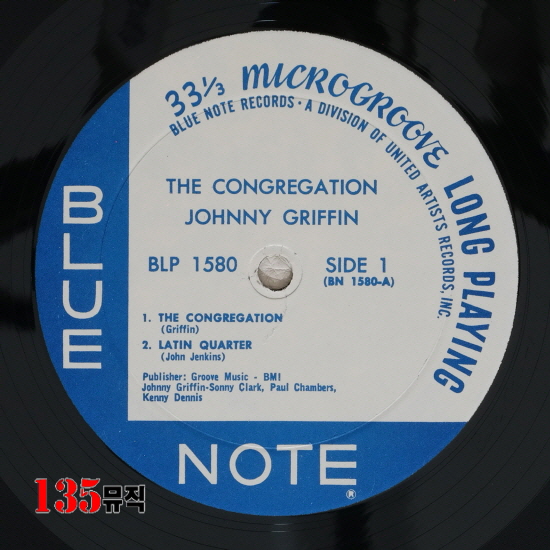 33⅓ MICROGROOVE LONG PLAYING
BLUE NOTE RECORDS • A DIVISION OF UNITED ARTISTS RECORDS, INC.
THE CONGREGATION
JOHNNY GRIFFIN
BLP 1580 SIDE 1
(BN 1580-A)
1. THE CONGREGATION
(Griffin)
2. LATIN QUARTER
(John Jenkins)
Publisher: Groove Music - BMI
Johnny Griffin-Sonny Clark, Paul Chambers,
Kenny Dennis
BLUE
NOTE ®
135뮤직